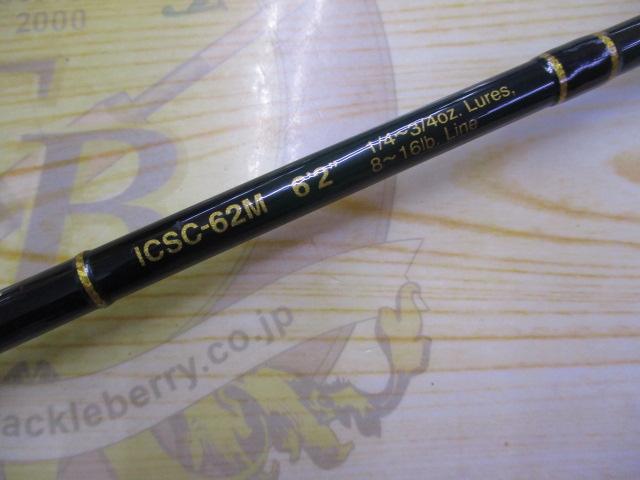 2000
B
ICSC-62M 6'2" 1/4~3/4oz. Lures,
8~16lb. Line
ackleberry.co.jp